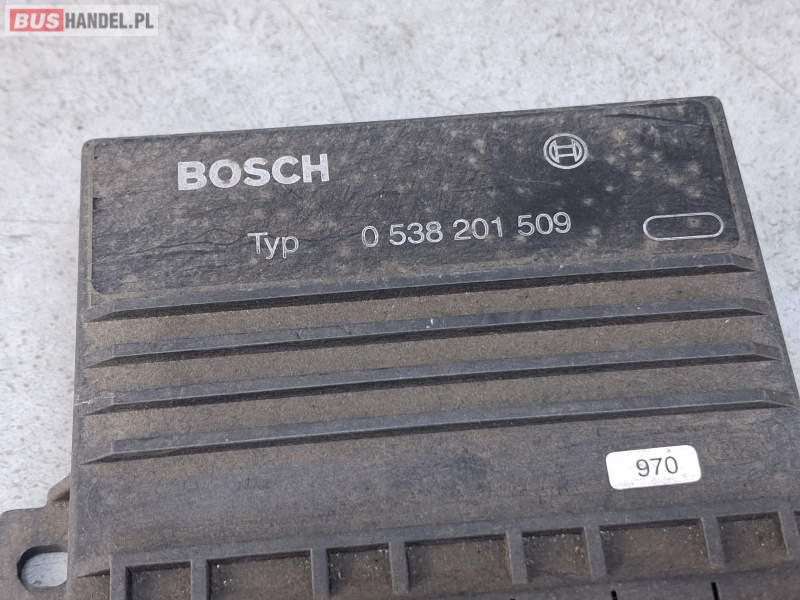 BUSHANDEL.PL
BOSCH
Typ 0 538 201 509
970